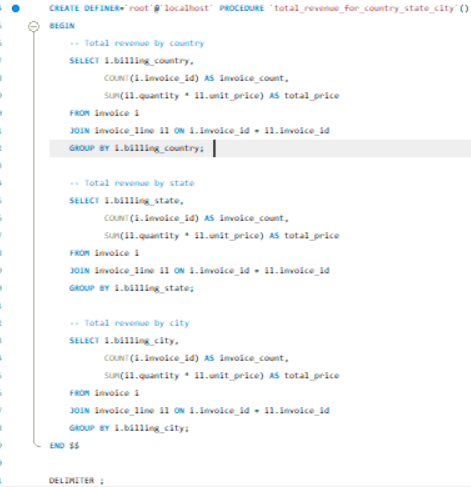 CREATE DEFINER=`root`@`localhost` PROCEDURE `total_revenue_for_country_state_city`()
BEGIN
-- Total revenue by country
SELECT i.billing_country,
COUNT(i.invoice_id) AS invoice_count,
SUM(il.quantity * il.unit_price) AS total_price
FROM invoice i
JOIN invoice_line il ON i.invoice_id = il.invoice_id
GROUP BY i.billing_country;
-- Total revenue by state
SELECT i.billing_state,
COUNT(i.invoice_id) AS invoice_count,
SUM(il.quantity * il.unit_price) AS total_price
FROM invoice i
JOIN invoice_line il ON i.invoice_id = il.invoice_id
GROUP BY i.billing_state;
-- Total revenue by city
SELECT i.billing_city,
COUNT(i.invoice_id) AS invoice_count,
SUM(il.quantity * il.unit_price) AS total_price
FROM invoice i
JOIN invoice_line il ON i.invoice_id = il.invoice_id
GROUP BY i.billing_city;
END $$
DELIMITER ;